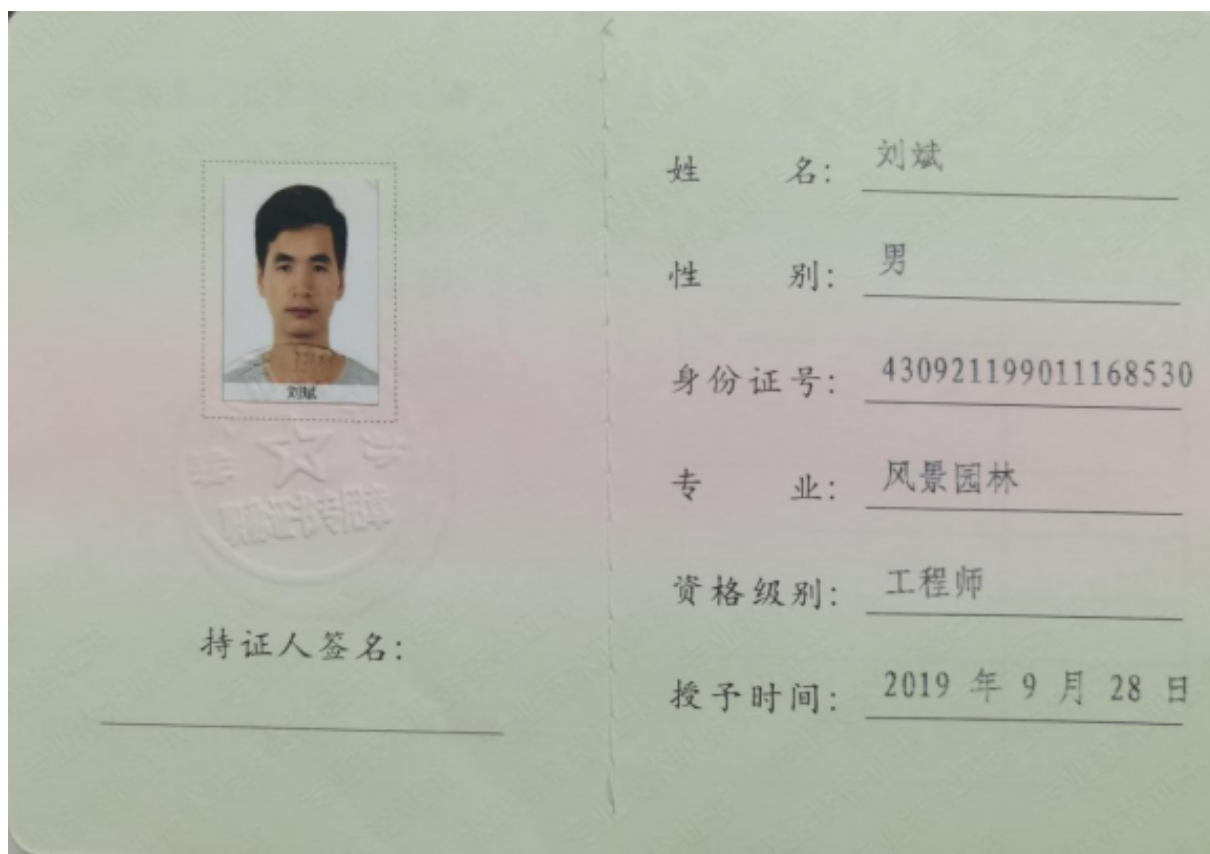 刘斌
持证人签名:
姓 名: 刘斌
性 别: 男
身份证号: 430921199011168530
专 业: 风景园林
资格级别: 工程师
授予时间: 2019 年 9 月 28 日